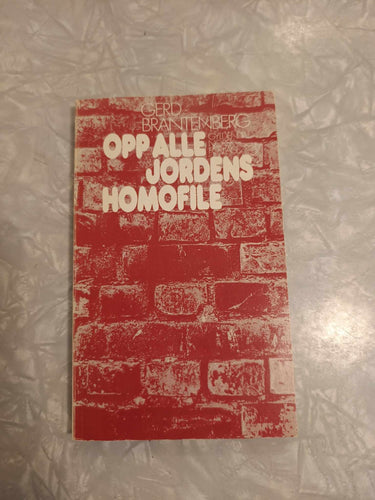 GERD
BRANTENBERG
OPP ALLE
JORDENS
HOMOFILE